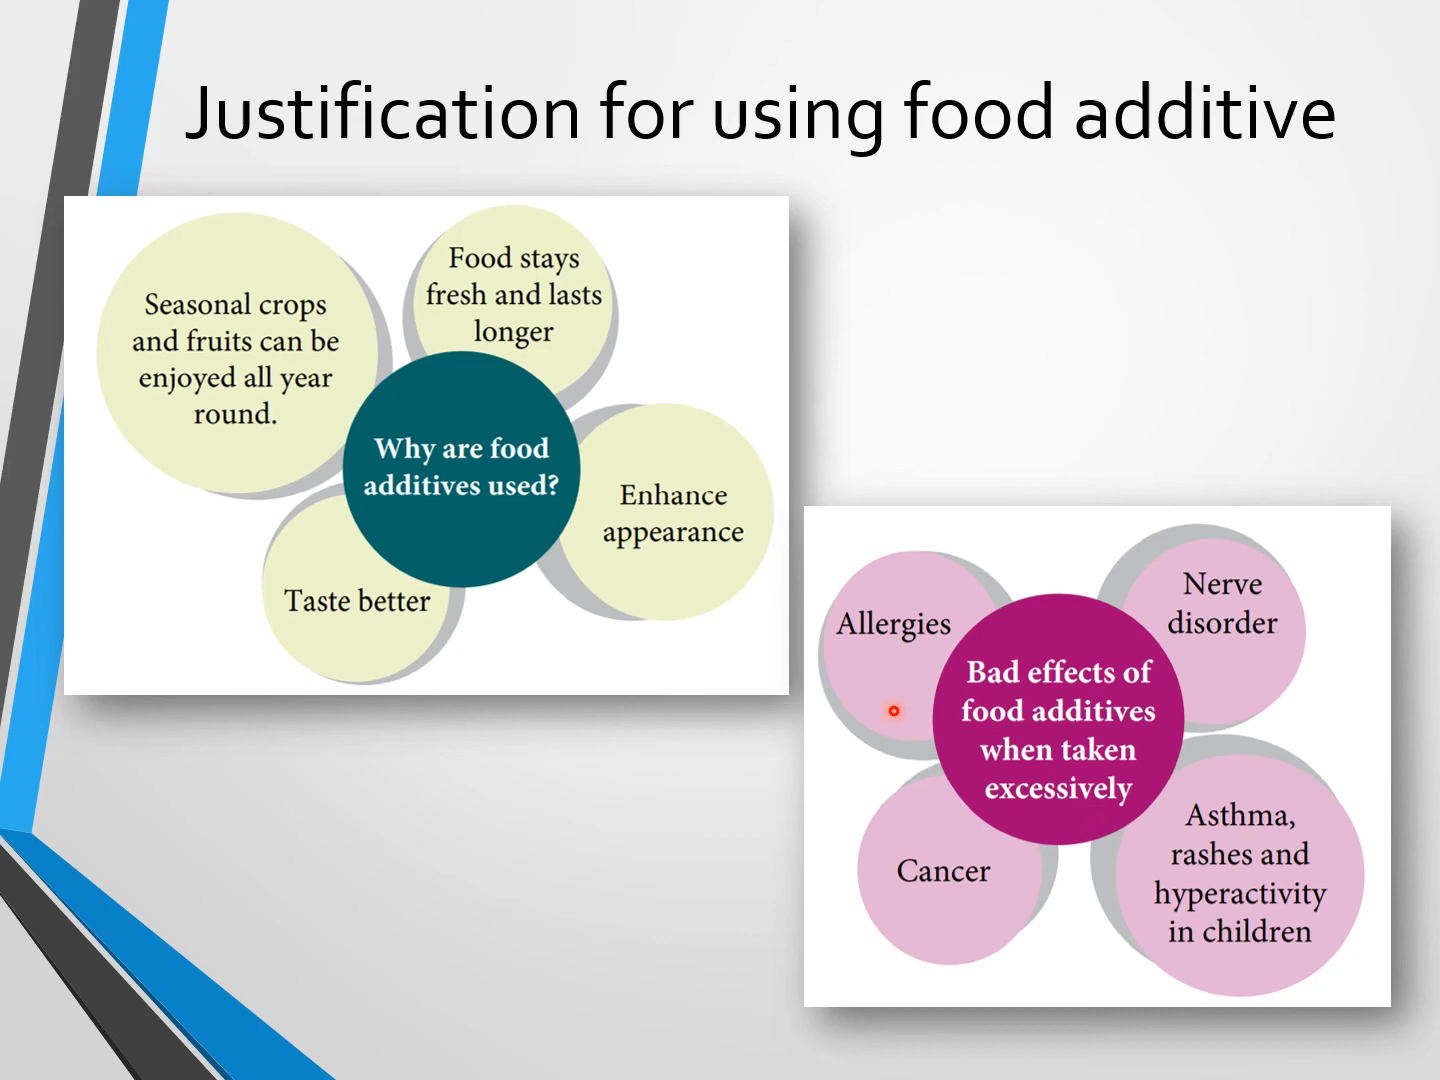 Justification for using food additive
Seasonal crops
and fruits can be
enjoyed all year
round.
Food stays
fresh and lasts
longer
Why are food
additives used?
Enhance
appearance
Taste better
Allergies
Nerve
disorder
Bad effects of
food additives
when taken
excessively
Cancer
Asthma,
rashes and
hyperactivity
in children